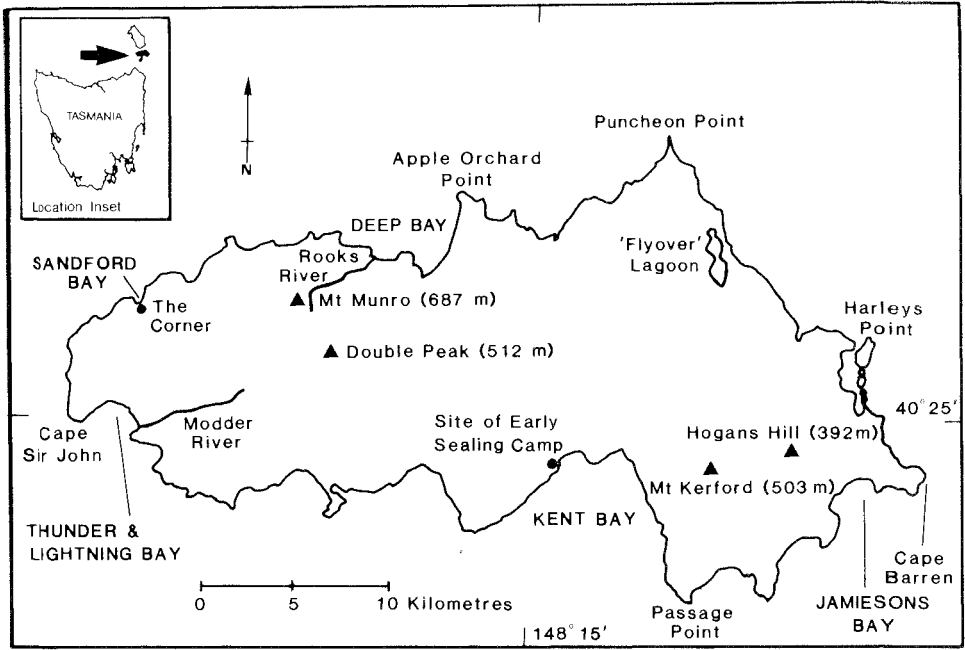 TASMANIA
Location Inset
N
Puncheon Point
Apple Orchard
Point
DEEP BAY
Rooks
River
'Flyover'
Lagoon
SANDFORD
BAY
The
Corner
Mt Munro (687 m)
Harleys
Point
Double Peak (512 m)
40°25'
Modder
River
Cape
Sir John
Site of Early
Sealing Camp
Hogans Hill (392m)
Mt Kerford (503 m)
KENT BAY
THUNDER &
LIGHTNING BAY
Cape
Barren
0 5 10 Kilometres
Passage
Point
JAMIESONS
BAY
148°15'